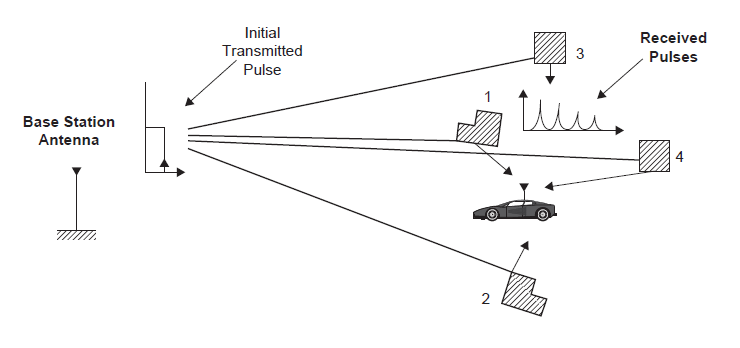 Initial
Transmitted
Pulse
Received
Pulses
Base Station
Antenna
1
2
3
4